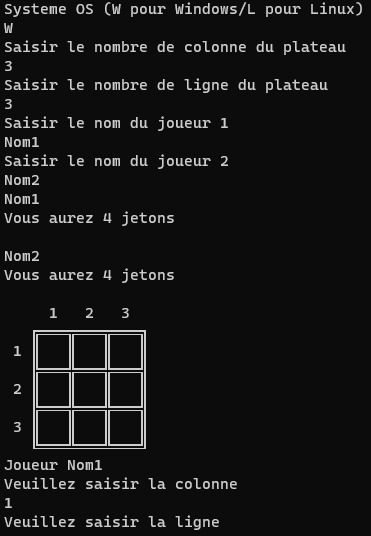 Systeme OS (W pour Windows/L pour Linux)
W
Saisir le nombre de colonne du plateau
3
Saisir le nombre de ligne du plateau
3
Saisir le nom du joueur 1
Nom1
Saisir le nom du joueur 2
Nom2
Nom1
Vous aurez 4 jetons
Nom2
Vous aurez 4 jetons
1 2 3
1
2
3
Joueur Nom1
Veuillez saisir la colonne
1
Veuillez saisir la ligne